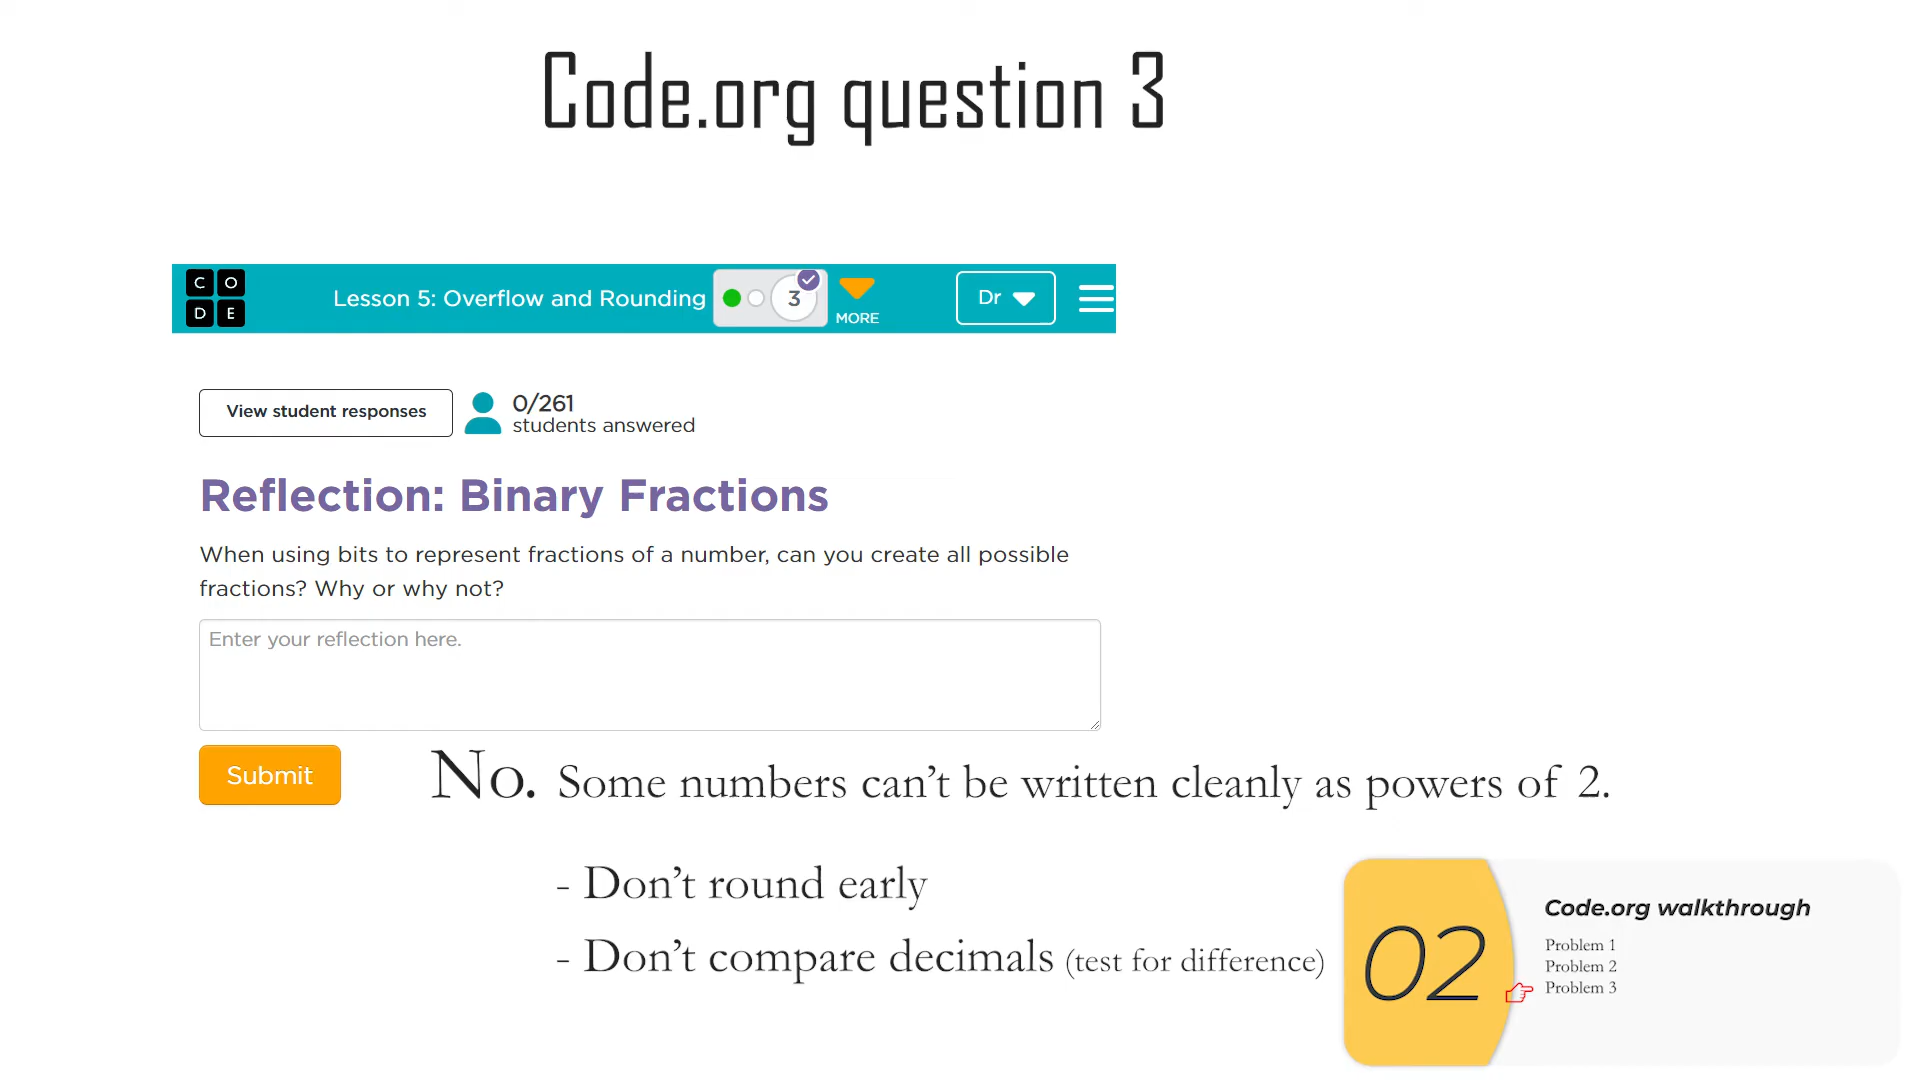 Code.org question 3
C O
D E
Lesson 5: Overflow and Rounding
3
MORE
Dr
View student responses
0/261
students answered
Reflection: Binary Fractions
When using bits to represent fractions of a number, can you create all possible
fractions? Why or why not?
Enter your reflection here.
Submit
No. Some numbers can’t be written cleanly as powers of 2.
- Don’t round early
- Don’t compare decimals (test for difference)
02
Code.org walkthrough
Problem 1
Problem 2
Problem 3